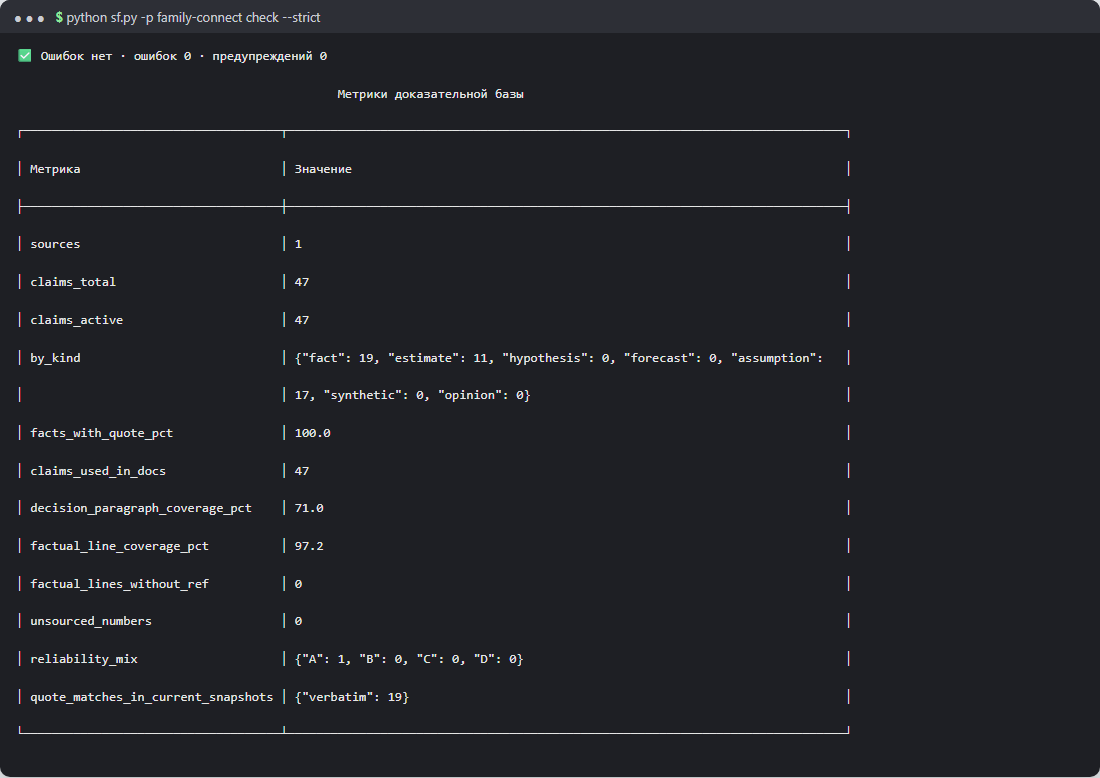 $ python sf.py -p family-connect check --strict
✅ Ошибок нет · ошибок 0 · предупреждений 0
Метрики доказательной базы
Метрика | Значение
sources | 1
claims_total | 47
claims_active | 47
by_kind | {"fact": 19, "estimate": 11, "hypothesis": 0, "forecast": 0, "assumption":
17, "synthetic": 0, "opinion": 0}
facts_with_quote_pct | 100.0
claims_used_in_docs | 47
decision_paragraph_coverage_pct | 71.0
factual_line_coverage_pct | 97.2
factual_lines_without_ref | 0
unsourced_numbers | 0
reliability_mix | {"A": 1, "B": 0, "C": 0, "D": 0}
quote_matches_in_current_snapshots | {"verbatim": 19}